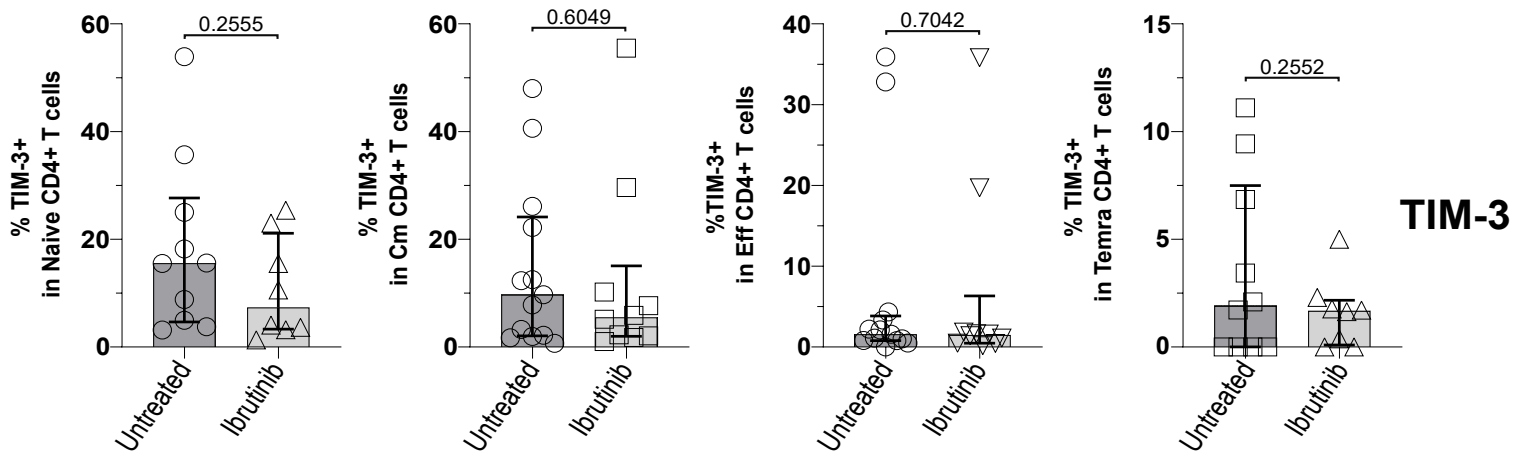 % TIM-3+
in Naive CD4+ T cells
60
40
20
0
0.2555
Untreated
Ibrutinib
% TIM-3+
in Cm CD4+ T cells
60
40
20
0
0.6049
Untreated
Ibrutinib
%TIM-3+
in Eff CD4+ T cells
40
30
20
10
0
0.7042
Untreated
Ibrutinib
% TIM-3+
in Temra CD4+ T cells
15
10
5
0
0.2552
Untreated
Ibrutinib
TIM-3